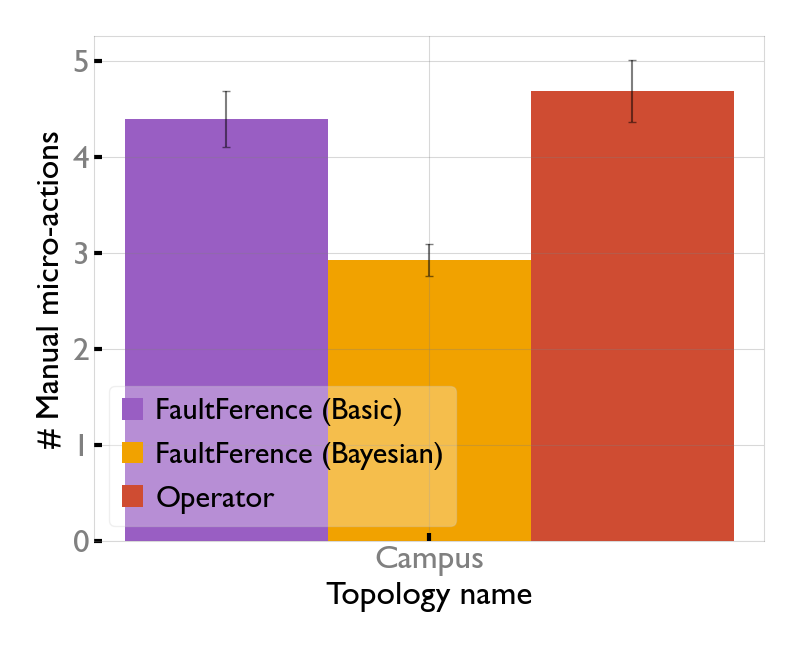 # Manual micro-actions
5
4
3
2
1
0
FaultFerence (Basic)
FaultFerence (Bayesian)
Operator
Campus
Topology name